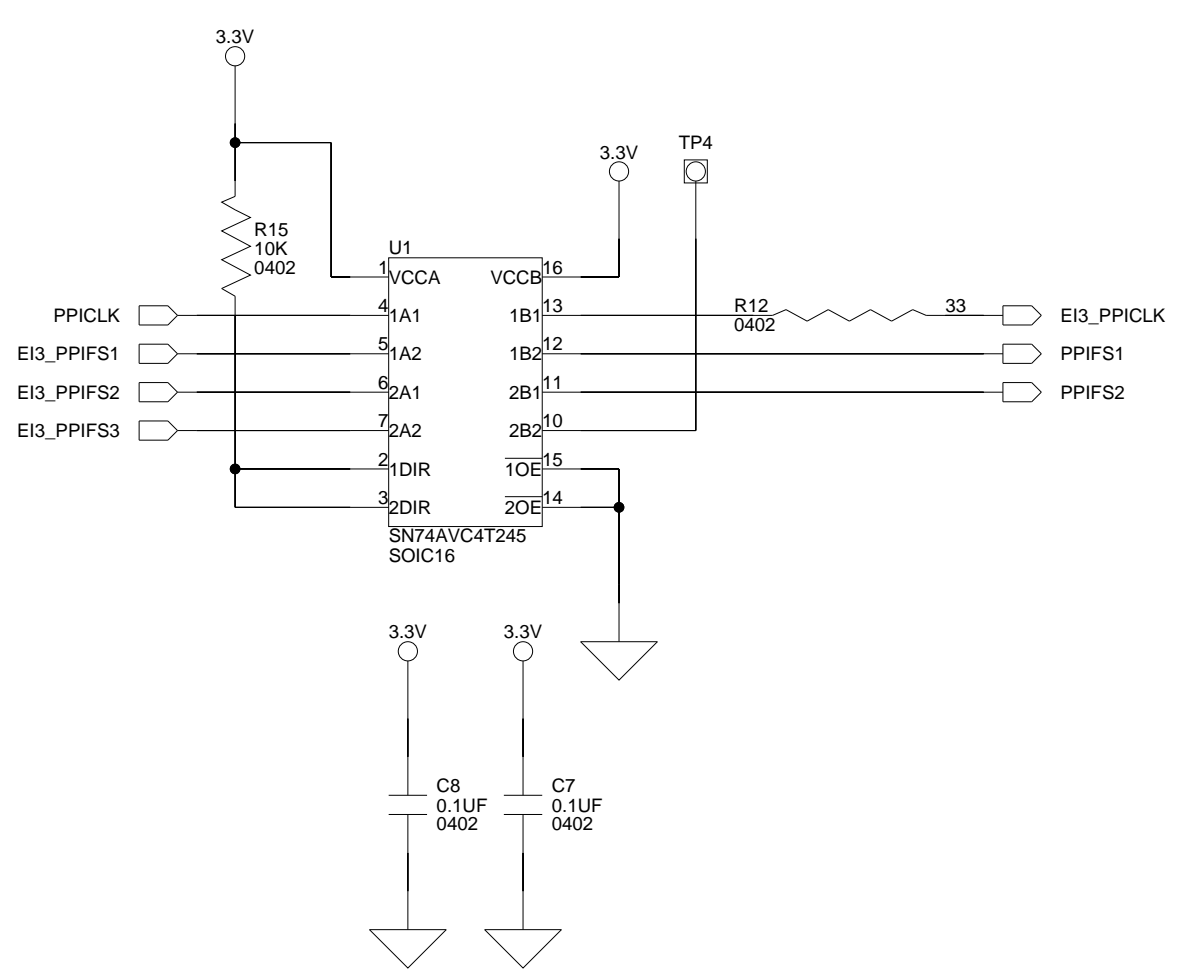 3.3V
TP4
3.3V
R15
10K
0402
U1
1
VCCA
VCCB
16
PPICLK
4
1A1
1B1
13
R12
0402
33
EI3_PPICLK
EI3_PPIFS1
5
1A2
1B2
12
PPIFS1
EI3_PPIFS2
6
2A1
2B1
11
PPIFS2
EI3_PPIFS3
7
2A2
2B2
10
2
1DIR
1OE
15
3
2DIR
2OE
14
SN74AVC4T245
SOIC16
3.3V
3.3V
C8
0.1UF
0402
C7
0.1UF
0402